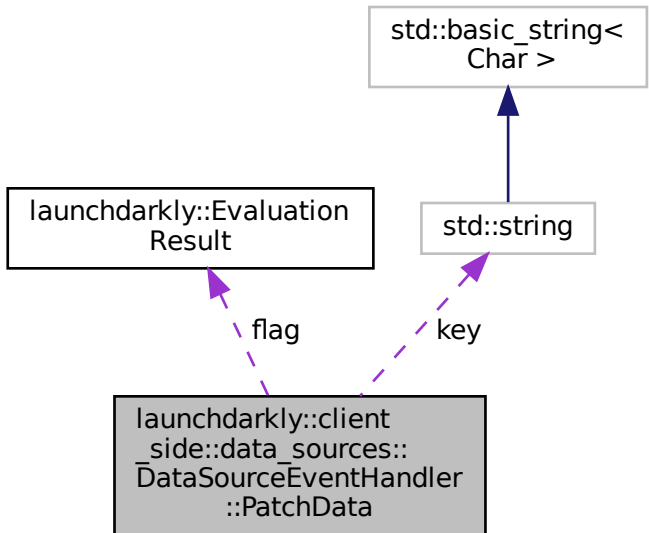 std::basic_string<
Char >
launchdarkly::Evaluation
Result
std::string
flag
key
launchdarkly::client
_side::data_sources::
DataSourceEventHandler
::PatchData